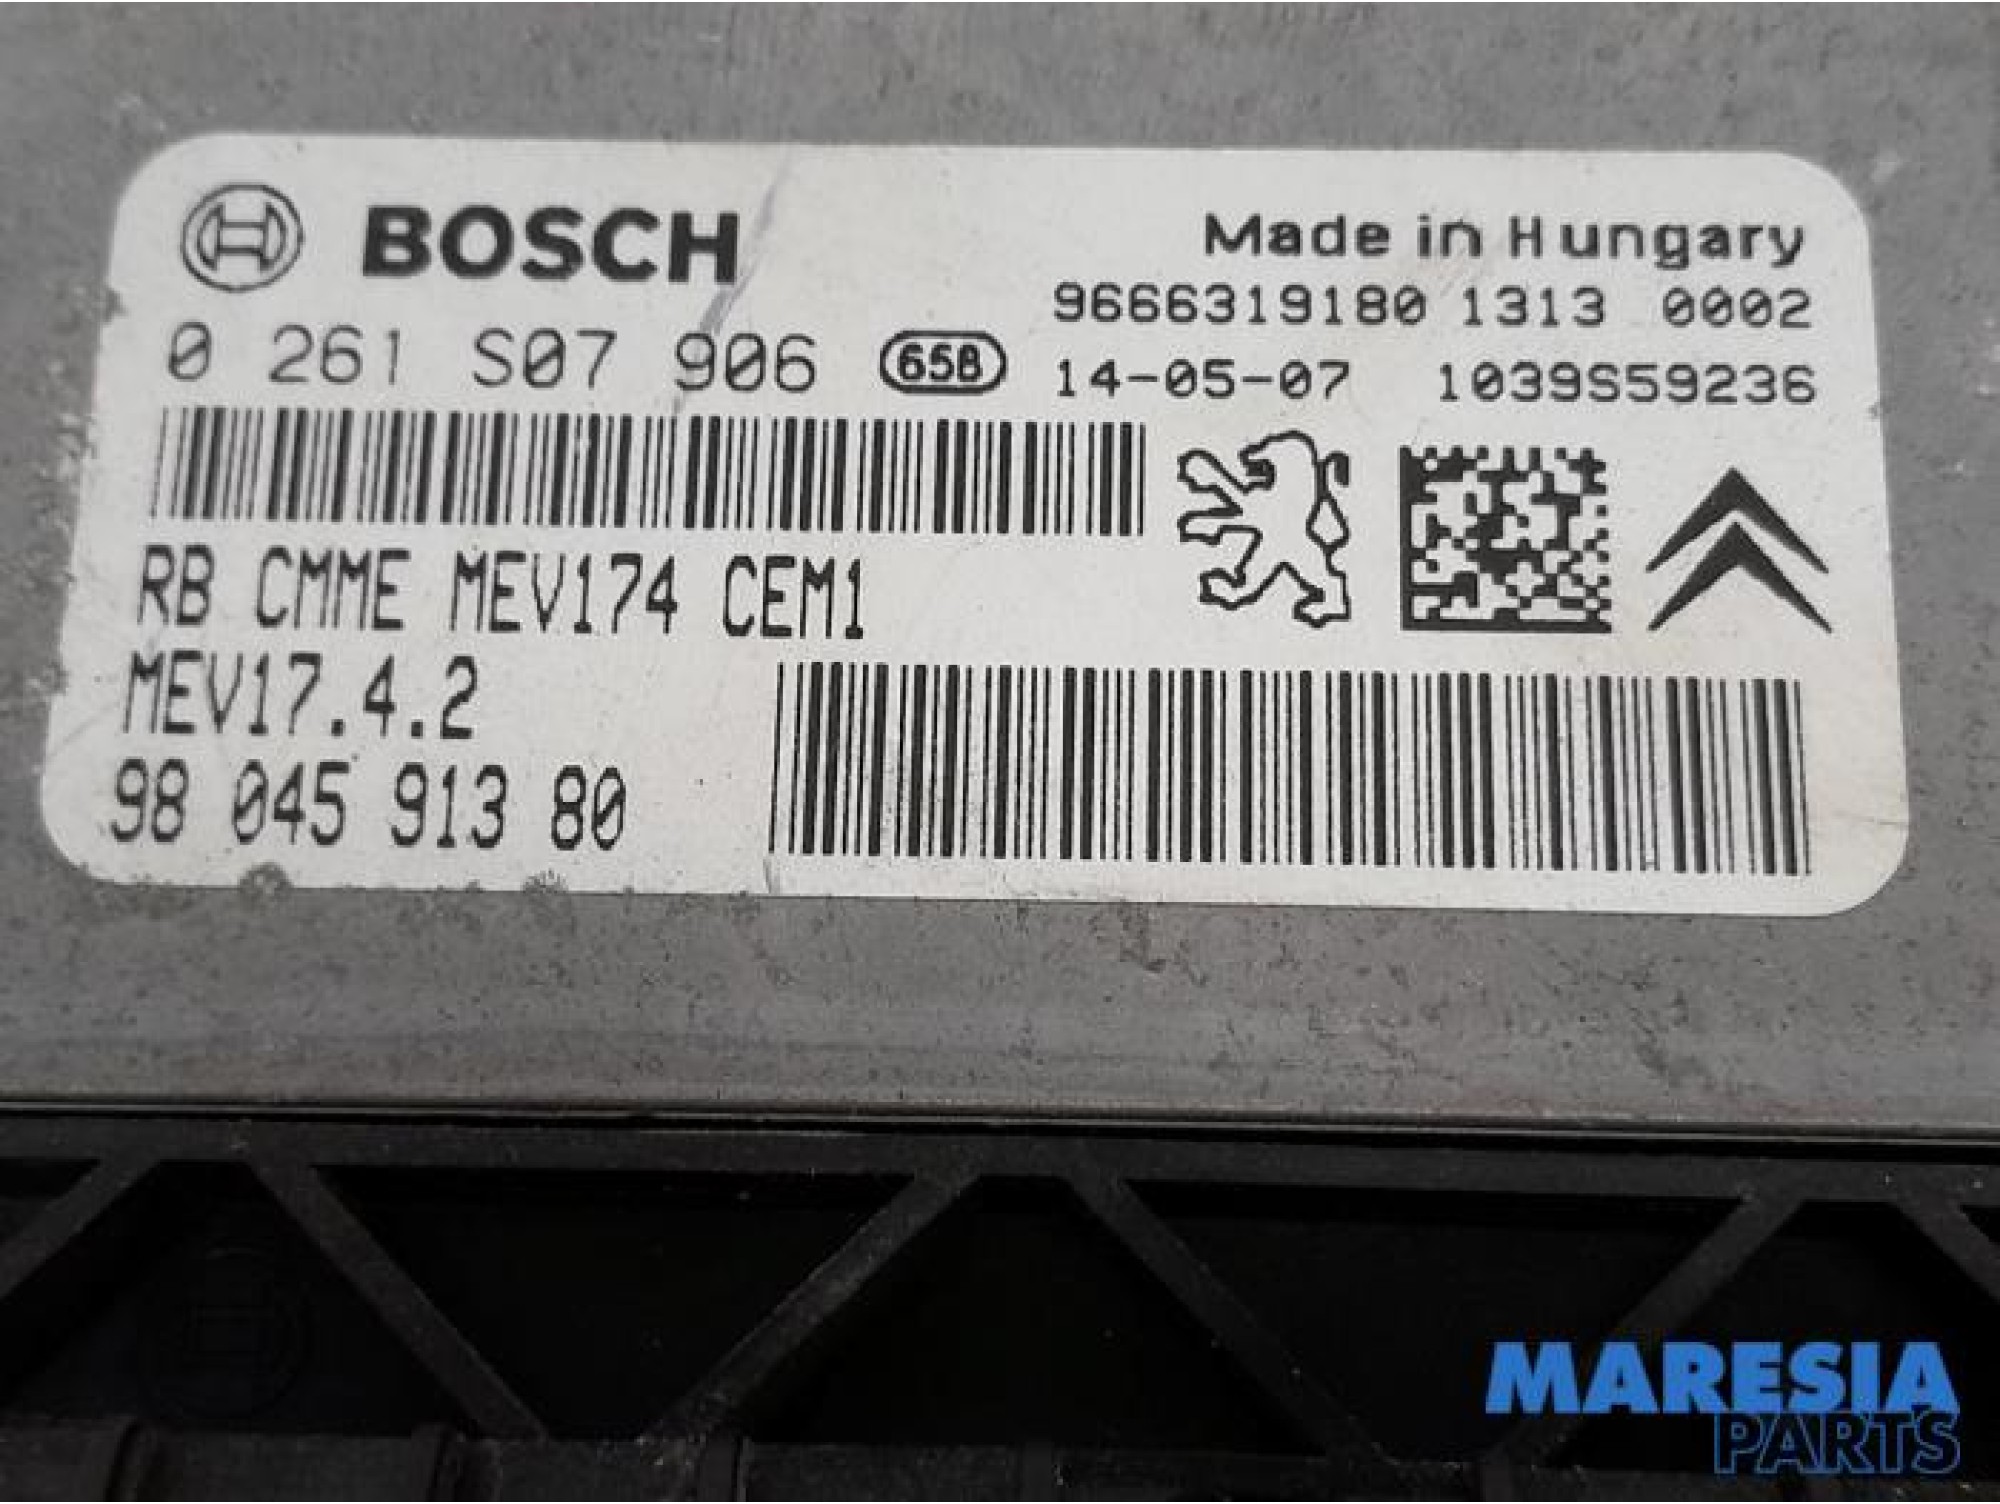 BOSCH
Made in Hungary
9666319180 1313 0002
0 261 S07 906 65B
14-05-07 1039S59236
RB CMME MEV174 CEM1
MEV17.4.2
98 045 913 80
MARESIA
PARTS